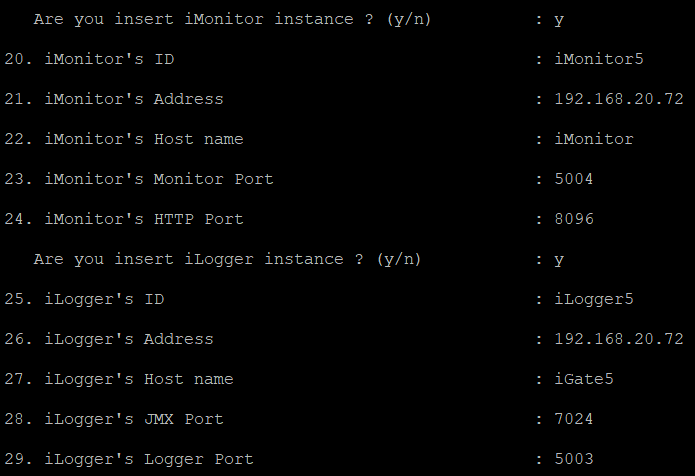 Are you insert iMonitor instance ? (y/n) : y
20. iMonitor's ID : iMonitor5
21. iMonitor's Address : 192.168.20.72
22. iMonitor's Host name : iMonitor
23. iMonitor's Monitor Port : 5004
24. iMonitor's HTTP Port : 8096
Are you insert iLogger instance ? (y/n) : y
25. iLogger's ID : iLogger5
26. iLogger's Address : 192.168.20.72
27. iLogger's Host name : iGate5
28. iLogger's JMX Port : 7024
29. iLogger's Logger Port : 5003